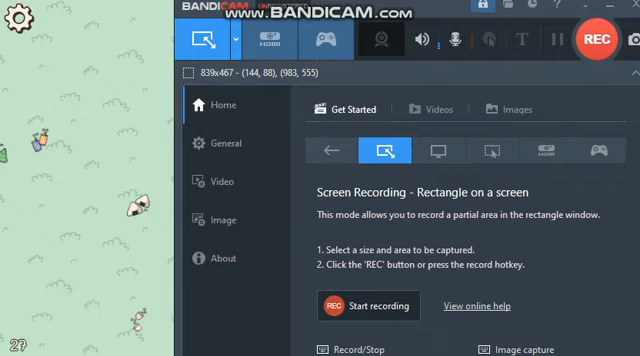 BANDICAM UNREGISTERED
www.BANDICAM.com
HDMI
T
REC
839x467 - (144, 88), (983, 555)
Home
Get Started
Videos
Images
General
HDMI
Video
Screen Recording - Rectangle on a screen
This mode allows you to record a partial area in the rectangle window.
Image
1. Select a size and area to be captured.
About
2. Click the 'REC' button or press the record hotkey.
REC Start recording
View online help
27
Record/Stop
Image capture